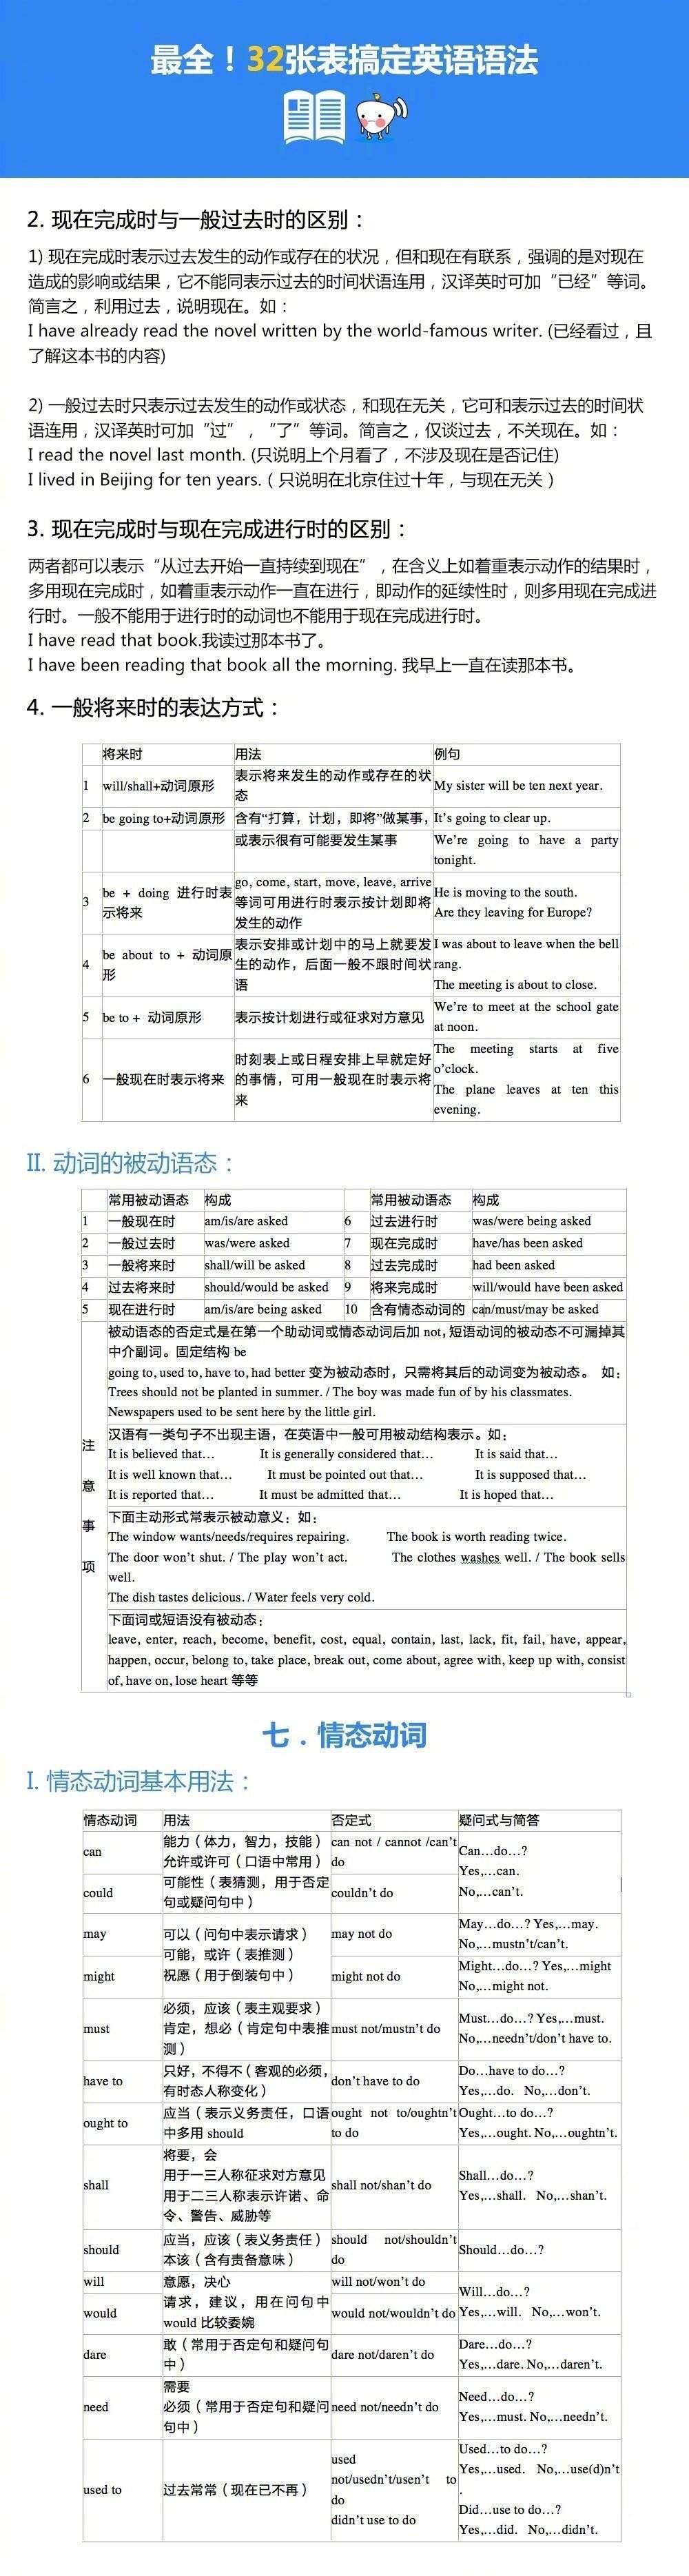 最全！32张表搞定英语语法
2. 现在完成时与一般过去时的区别：
1) 现在完成时表示过去发生的动作或存在的状况，但和现在有联系，强调的是对现在
造成的影响或结果，它不能同表示过去的时间状语连用，汉译英时可加“已经”等词。
简言之，利用过去，说明现在。如：
I have already read the novel written by the world-famous writer. (已经看过，且
了解这本书的内容)
2) 一般过去时只表示过去发生的动作或状态，和现在无关，它可和表示过去的时间状
语连用，汉译英时可加“过”，“了”等词。简言之，仅谈过去，不关现在。如：
I read the novel last month. (只说明上个月看了，不涉及现在是否记住)
I lived in Beijing for ten years.（只说明在北京住过十年，与现在无关）
3. 现在完成时与现在完成进行时的区别：
两者都可以表示“从过去开始一直持续到现在”，在含义上如着重表示动作的结果时，
多用现在完成时，如着重表示动作一直在进行，即动作的延续性时，则多用现在完成进
行时。一般不能用于进行时的动词也不能用于现在完成进行时。
I have read that book.我读过那本书了。
I have been reading that book all the morning. 我早上一直在读那本书。
4. 一般将来时的表达方式：
将来时 用法 例句
1 will/shall+动词原形 表示将来发生的动作或存在的状
态 My sister will be ten next year.
2 be going to+动词原形 含有“打算，计划，即将”做某事， It's going to clear up.
或表示很有可能要发生某事 We're going to have a party
tonight.
3 be + doing 进行时表
示将来 go, come, start, move, leave, arrive
等词可用进行时表示按计划即将
发生的动作 He is moving to the south.
Are they leaving for Europe?
4 be about to + 动词原
形 表示安排或计划中的马上就要发
生的动作，后面一般不跟时间状
语 I was about to leave when the bell
rang.
The meeting is about to close.
5 be to + 动词原形 表示按计划进行或征求对方意见 We're to meet at the school gate
at noon.
6 一般现在时表示将来 时刻表上或日程安排上早就定好
的事情，可用一般现在时表示将
来 The meeting starts at five
o'clock.
The plane leaves at ten this
evening.
II. 动词的被动语态：
常用被动语态 构成 常用被动语态 构成
1 一般现在时 am/is/are asked 6 过去进行时 was/were being asked
2 一般过去时 was/were asked 7 现在完成时 have/has been asked
3 一般将来时 shall/will be asked 8 过去完成时 had been asked
4 过去将来时 should/would be asked 9 将来完成时 will/would have been asked
5 现在进行时 am/is/are being asked 10 含有情态动词的 can/must/may be asked
注
意
事
项
被动语态的否定式是在第一个助动词或情态动词后加 not，短语动词的被动态不可漏掉其
中介副词。固定结构 be
going to, used to, have to, had better 变为被动态时，只需将其后的动词变为被动态。 如：
Trees should not be planted in summer. / The boy was made fun of by his classmates.
Newspapers used to be sent here by the little girl.
汉语有一类句子不出现主语，在英语中一般可用被动结构表示。如：
It is believed that… It is generally considered that… It is said that…
It is well known that… It must be pointed out that… It is supposed that…
It is reported that… It must be admitted that… It is hoped that…
下面主动形式常表示被动意义：如：
The window wants/needs/requires repairing. The book is worth reading twice.
The door won't shut. / The play won't act. The clothes washes well. / The book sells
well.
The dish tastes delicious. / Water feels very cold.
下面词或短语没有被动态：
leave, enter, reach, become, benefit, cost, equal, contain, last, lack, fit, fail, have, appear,
happen, occur, belong to, take place, break out, come about, agree with, keep up with, consist
of, have on, lose heart 等等
七．情态动词
I. 情态动词基本用法：
情态动词 用法 否定式 疑问式与简答
can 能力（体力，智力，技能）
允许或许可（口语中常用）
可能性（表猜测，用于否定
句或疑问句中） can not / cannot /can't
do Can…do…?
Yes,…can.
No,…can't.
could couldn't do
may 可以（问句中表示请求）
可能，或许（表推测）
祝愿（用于倒装句中） may not do May…do…? Yes,…may.
No,…mustn't/can't.
might might not do Might…do…? Yes,…might
No,…might not.
must 必须，应该（表主观要求）
肯定，想必（肯定句中表推
测） must not/mustn't do Must…do…? Yes,…must.
No,…needn't/don't have to.
have to 只好，不得不（客观的必须，
有时态人称变化） don't have to do Do…have to do…?
Yes,…do. No,…don't.
ought to 应当（表示义务责任，口语
中多用 should ought not to/oughtn't
to do Ought…to do…?
Yes,…ought. No,…oughtn't.
shall 将要，会
用于一三人称征求对方意见
用于二三人称表示许诺、命
令、警告、威胁等 shall not/shan't do Shall…do…?
Yes,…shall. No,…shan't.
should 应当，应该（表义务责任）
本该（含有责备意味） should not/shouldn't
do Should…do…?
will 意愿，决心
请求，建议，用在问句中
would 比较委婉 will not/won't do Will…do…?
Yes,…will. No,…won't.
would would not/wouldn't do
dare 敢（常用于否定句和疑问句
中） dare not/daren't do Dare…do…?
Yes,…dare. No,…daren't.
need 需要
必须（常用于否定句和疑问
句中） need not/needn't do Need…do…?
Yes,…must. No,…needn't.
used to 过去常常（现在已不再） used
not/usedn't/usen't to
do
didn't use to do Used…to do…?
Yes,…used. No,…use(d)n't
.
Did…use to do…?
Yes,…did. No,…didn't.